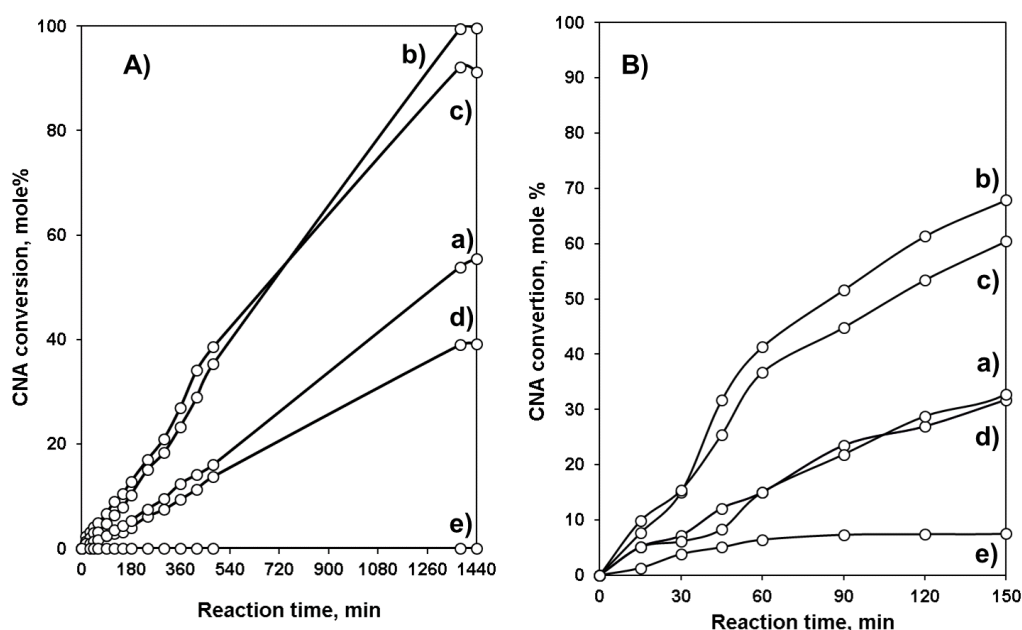 A)
CNA conversion, mole%
100
80
60
40
20
0
b)
c)
a)
d)
e)
0 180 360 540 720 900 1080 1260 1440
Reaction time, min
B)
CNA convertion, mole %
100
90
80
70
60
50
40
30
20
10
0
b)
c)
a)
d)
e)
0 30 60 90 120 150
Reaction time, min